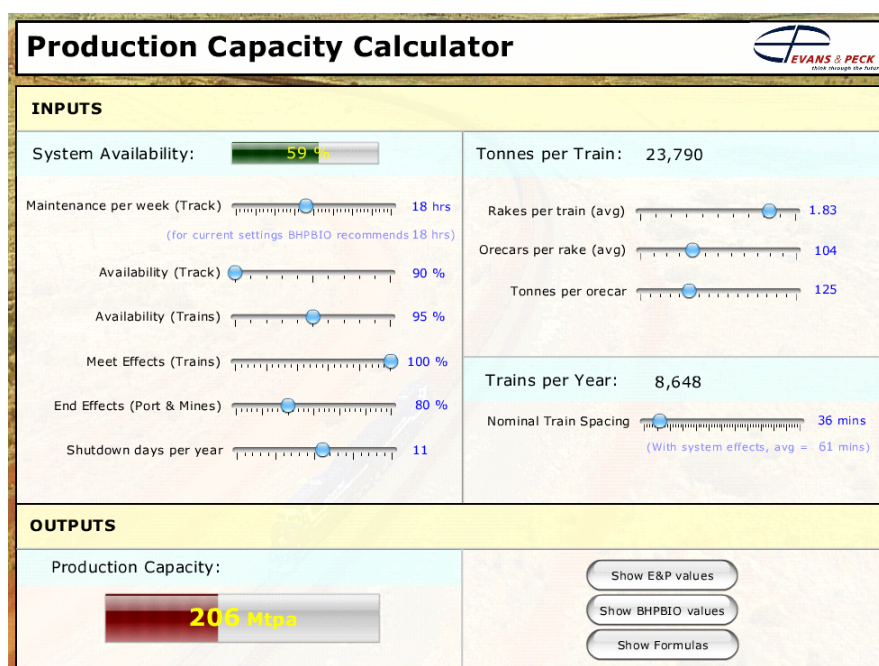 Production Capacity Calculator
EVANS & PECK
think through the future
INPUTS
System Availability:
59 %
Maintenance per week (Track)
18 hrs
(for current settings BHPBIO recommends 18 hrs)
Availability (Track)
90 %
Availability (Trains)
95 %
Meet Effects (Trains)
100 %
End Effects (Port & Mines)
80 %
Shutdown days per year
11
Tonnes per Train:
23,790
Rakes per train (avg)
1.83
Orecars per rake (avg)
104
Tonnes per orecar
125
Trains per Year:
8,648
Nominal Train Spacing
36 mins
(With system effects, avg = 61 mins)
OUTPUTS
Production Capacity:
206 Mtpa
Show E&P values
Show BHPBIO values
Show Formulas